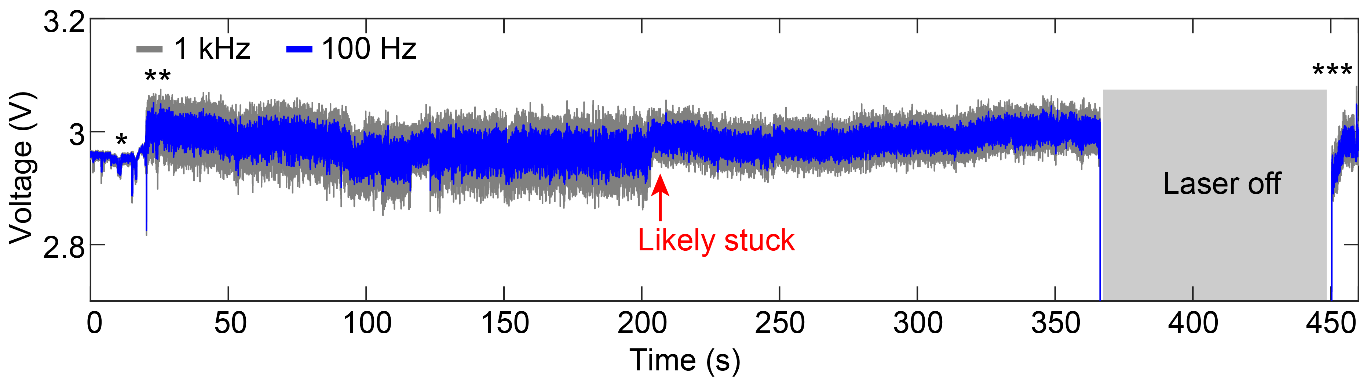 3.2
1 kHz 100 Hz
***
**
*
3
Voltage (V)
Laser off
Likely stuck
2.8
0 50 100 150 200 250 300 350 400 450
Time (s)